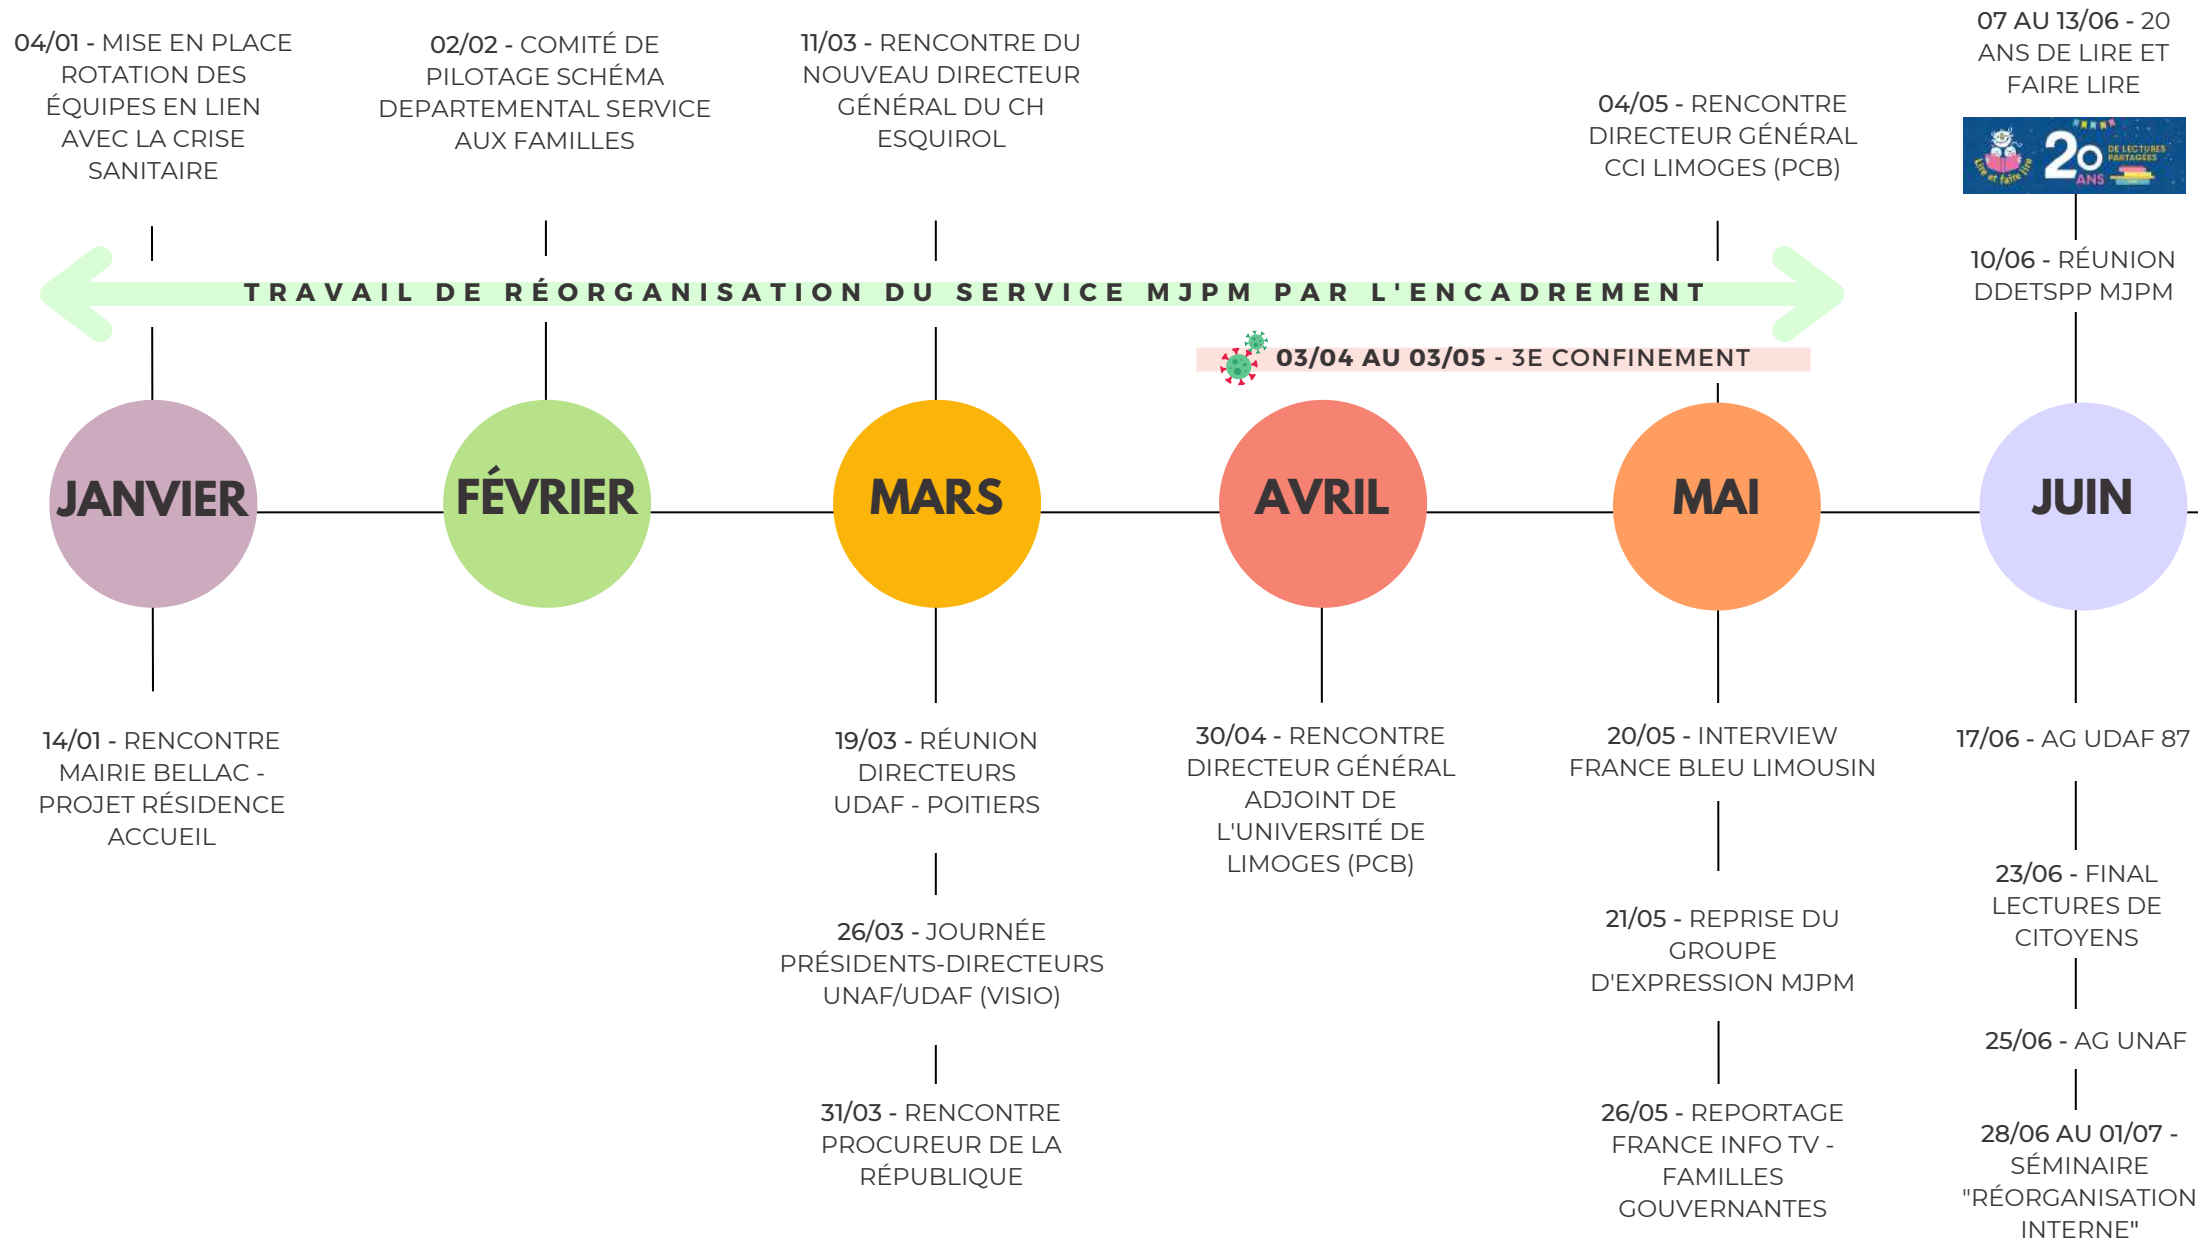 04/01 - MISE EN PLACE
ROTATION DES
ÉQUIPES EN LIEN
AVEC LA CRISE
SANITAIRE
02/02 - COMITÉ DE
PILOTAGE SCHÉMA
DEPARTEMENTAL SERVICE
AUX FAMILLES
11/03 - RENCONTRE DU
NOUVEAU DIRECTEUR
GÉNÉRAL DU CH
ESQUIROL
04/05 - RENCONTRE
DIRECTEUR GÉNÉRAL
CCI LIMOGES (PCB)
07 AU 13/06 - 20
ANS DE LIRE ET
FAIRE LIRE
Lire et faire lire
20
ANS
DE LECTURES
PARTAGÉES
10/06 - RÉUNION
DDETSPP MJPM
TRAVAIL DE RÉORGANISATION DU SERVICE MJPM PAR L'ENCADREMENT
03/04 AU 03/05 - 3E CONFINEMENT
JANVIER
FÉVRIER
MARS
AVRIL
MAI
JUIN
14/01 - RENCONTRE
MAIRIE BELLAC -
PROJET RÉSIDENCE
ACCUEIL
19/03 - RÉUNION
DIRECTEURS
UDAF - POITIERS
26/03 - JOURNÉE
PRÉSIDENTS-DIRECTEURS
UNAF/UDAF (VISIO)
31/03 - RENCONTRE
PROCUREUR DE LA
RÉPUBLIQUE
30/04 - RENCONTRE
DIRECTEUR GÉNÉRAL
ADJOINT DE
L'UNIVERSITÉ DE
LIMOGES (PCB)
20/05 - INTERVIEW
FRANCE BLEU LIMOUSIN
21/05 - REPRISE DU
GROUPE
D'EXPRESSION MJPM
26/05 - REPORTAGE
FRANCE INFO TV -
FAMILLES
GOUVERNANTES
17/06 - AG UDAF 87
23/06 - FINAL
LECTURES DE
CITOYENS
25/06 - AG UNAF
28/06 AU 01/07 -
SÉMINAIRE
"RÉORGANISATION
INTERNE"